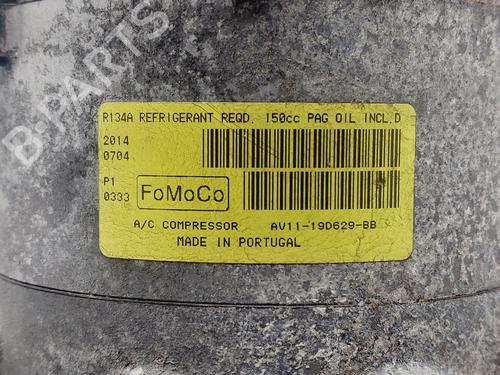 B-PARTS
R134A REFRIGERANT REQD. 150cc PAG OIL INCL.D
2014
0704
P1
0333
FoMoCo
A/C COMPRESSOR AV11-19D629-BB
MADE IN PORTUGAL